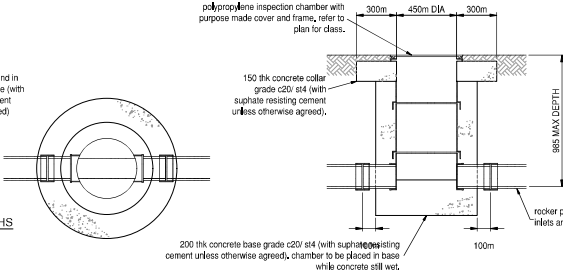 polypropylene inspection chamber with
purpose made cover and frame. refer to
plan for class.
300m
450m DIA
300m
nd in
e (with
ent
d)
150 thk concrete collar
grade c20/ st4 (with
suphate resisting cement
unless otherwise agreed).
985 MAX DEPTH
HS
rocker p
inlets an
100m
100m
200 thk concrete base grade c20/ st4 (with suphate resisting
cement unless otherwise agreed). chamber to be placed in base
while concrete still wet.